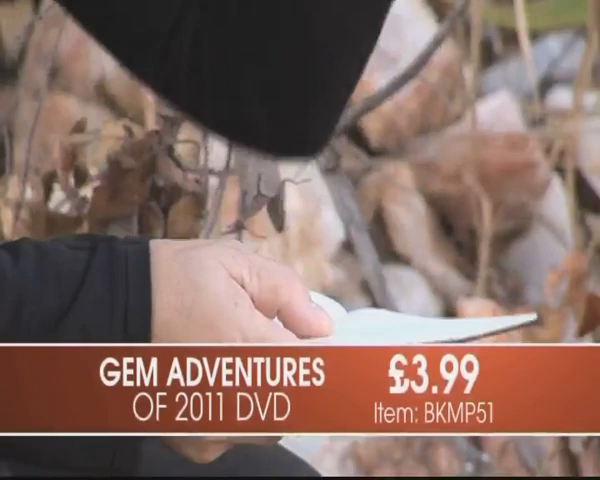 GEM ADVENTURES
OF 2011 DVD
£3.99
Item: BKMP51